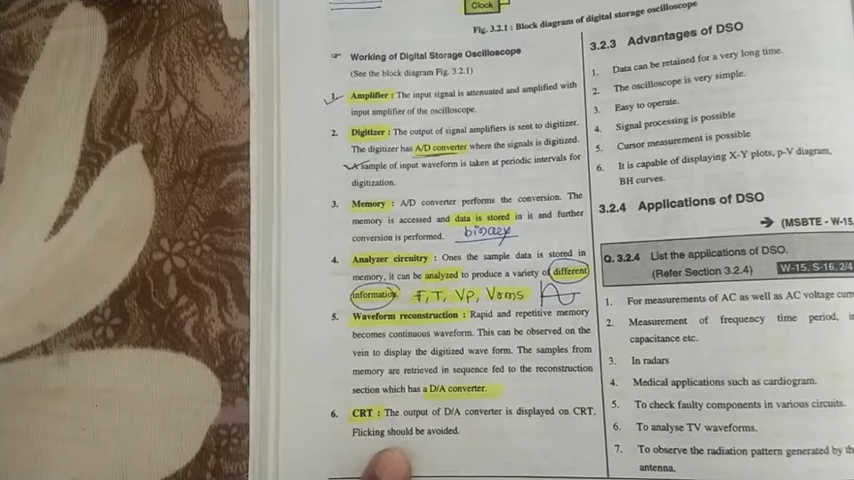 Clock
Fig. 3.2.1 : Block diagram of digital storage oscilloscope
☞ Working of Digital Storage Oscilloscope
(See the block diagram Fig. 3.2.1)
1. Amplifier : The input signal is attenuated and amplified with
input amplifier of the oscilloscope.
2. Digitizer : The output of signal amplifiers is sent to digitizer.
The digitizer has A/D converter where the signals is digitized.
A sample of input waveform is taken at periodic intervals for
digitization.
3. Memory : A/D converter performs the conversion. The
memory is accessed and data is stored in it and further
conversion is performed. binary
4. Analyzer circuitry : Ones the sample data is stored in
memory, it can be analyzed to produce a variety of different
information. f, T, Vp, Vrms
5. Waveform reconstruction : Rapid and repetitive memory
becomes continuous waveform. This can be observed on the
vein to display the digitized wave form. The samples from
memory are retrieved in sequence fed to the reconstruction
section which has a D/A converter.
6. CRT : The output of D/A converter is displayed on CRT.
Flicking should be avoided.
3.2.3 Advantages of DSO
1. Data can be retained for a very long time.
2. The oscilloscope is very simple.
3. Easy to operate.
4. Signal processing is possible
5. Cursor measurement is possible
6. It is capable of displaying X-Y plots, p-V diagram,
BH curves.
3.2.4 Applications of DSO
➔ (MSBTE - W-15,
Q. 3.2.4 List the applications of DSO.
(Refer Section 3.2.4) W-15, S-16, 2/4
1. For measurements of AC as well as AC voltage curr
2. Measurement of frequency time period, in
capacitance etc.
3. In radars
4. Medical applications such as cardiogram.
5. To check faulty components in various circuits.
6. To analyse TV waveforms.
7. To observe the radiation pattern generated by th
antenna.